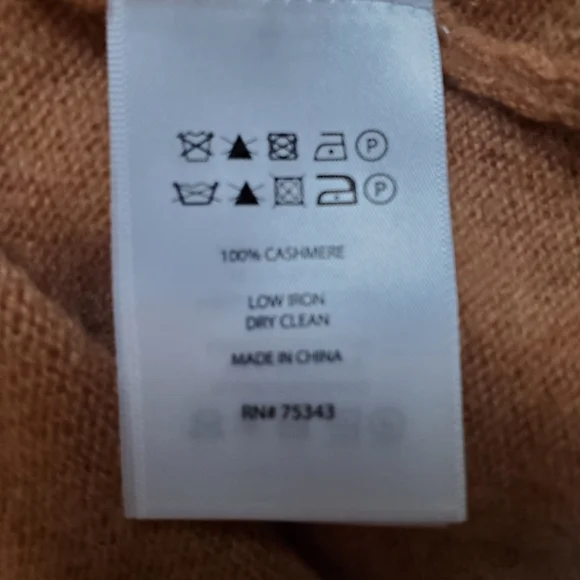 P
P
100% CASHMERE
LOW IRON
DRY CLEAN
MADE IN CHINA
RN# 75343